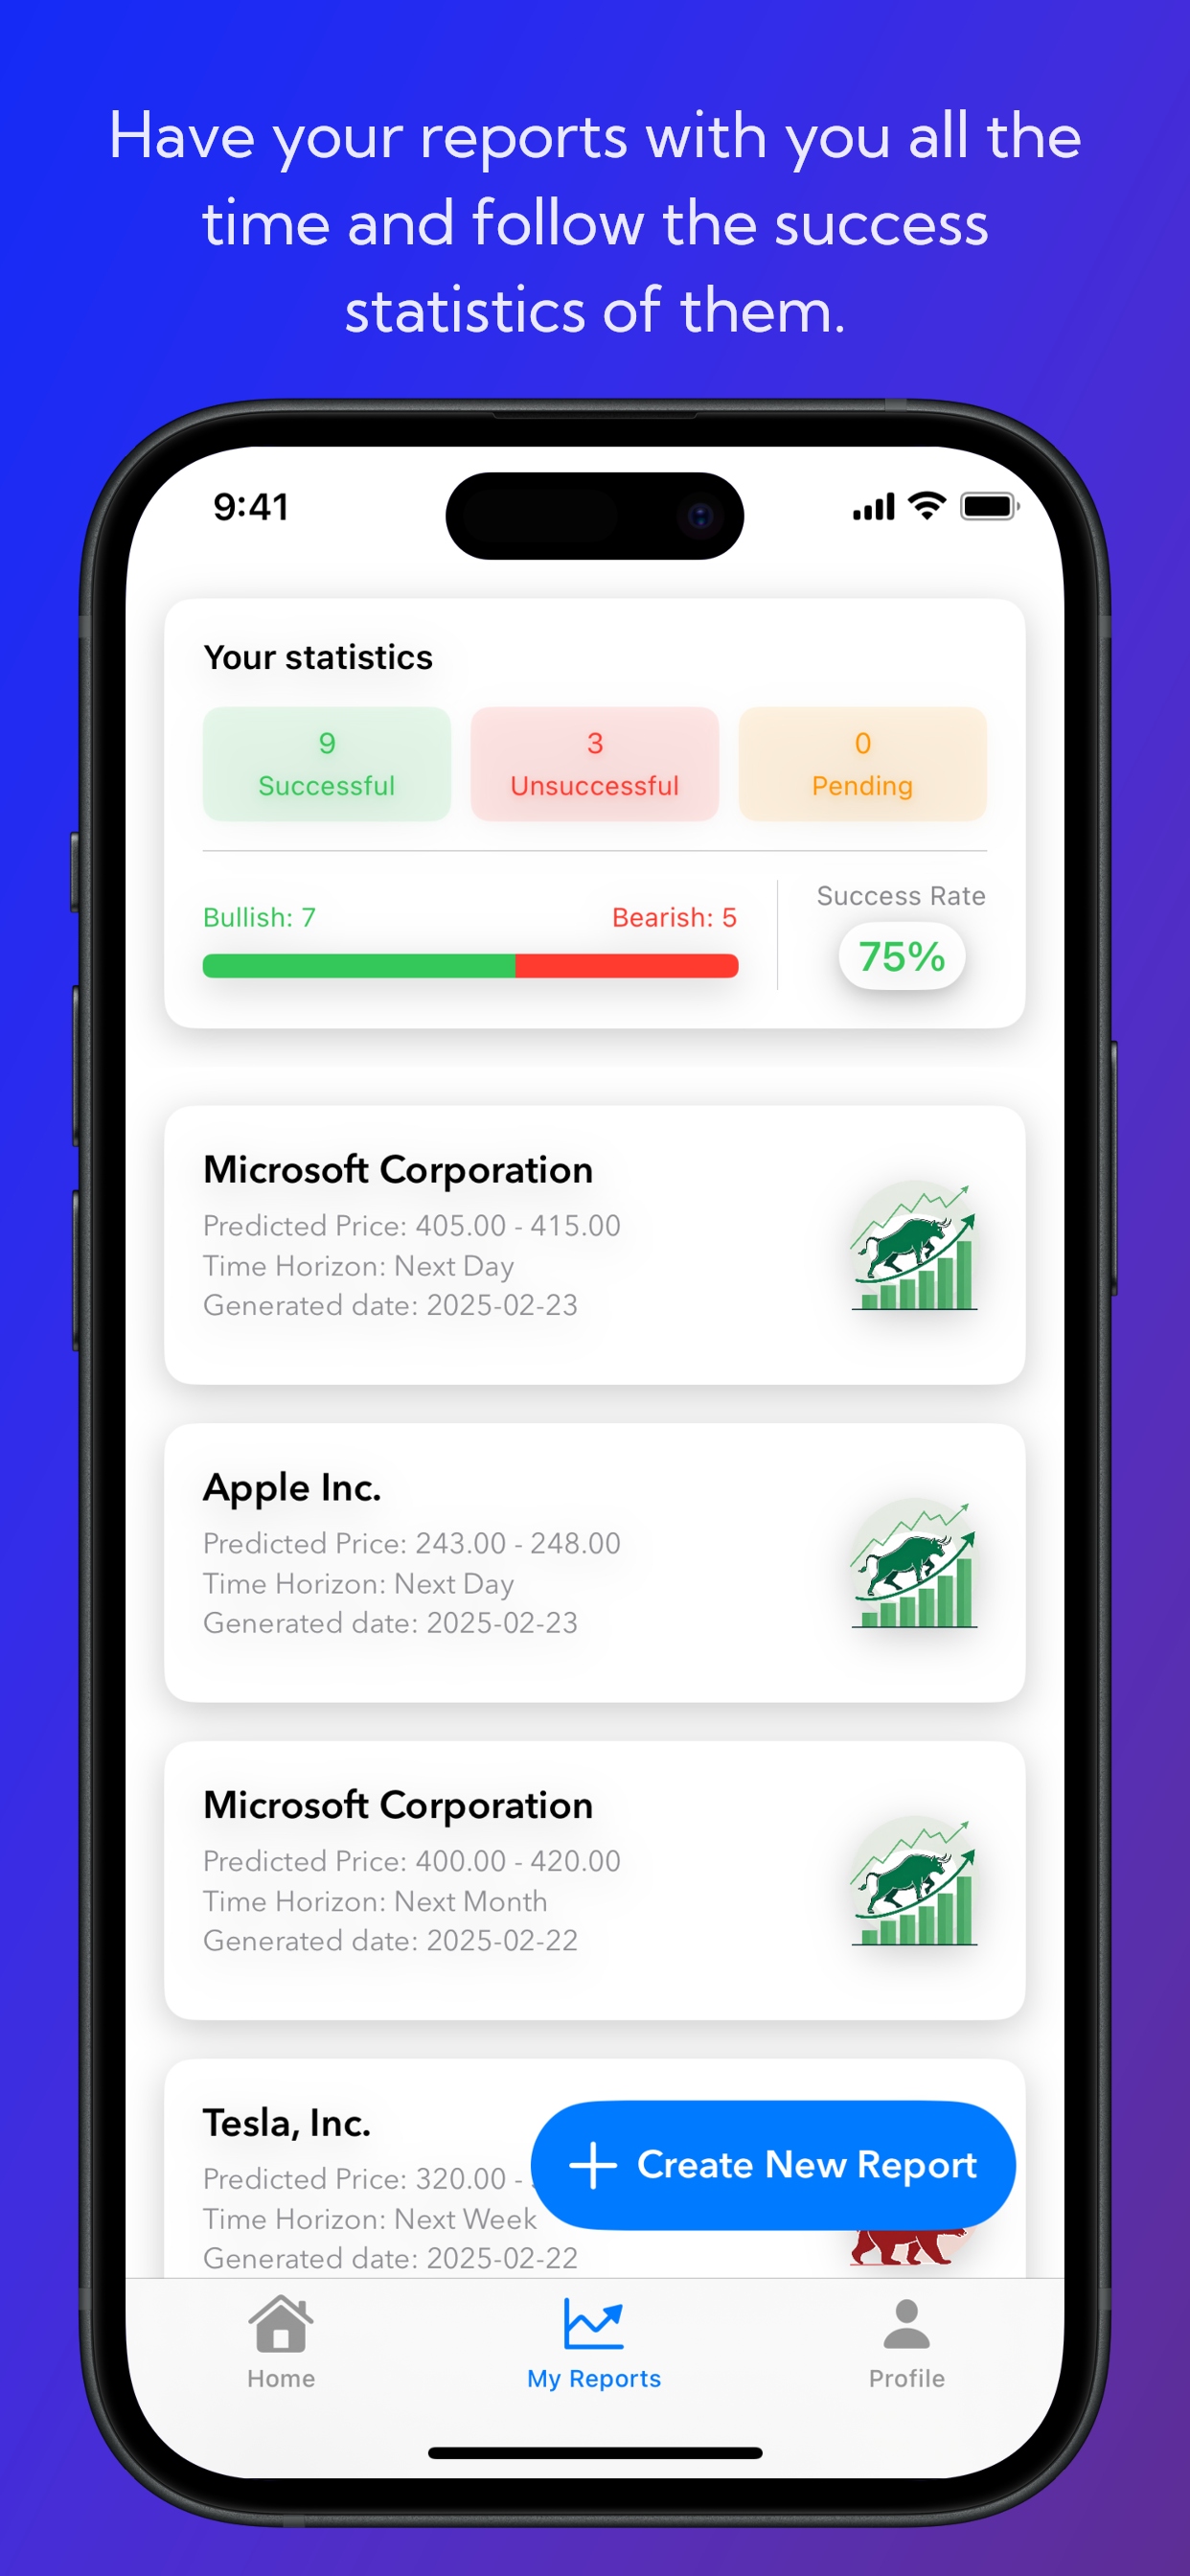 Have your reports with you all the
time and follow the success
statistics of them.
9:41
Your statistics
9
Successful
3
Unsuccessful
0
Pending
Bullish: 7
Bearish: 5
Success Rate
75%
Microsoft Corporation
Predicted Price: 405.00 - 415.00
Time Horizon: Next Day
Generated date: 2025-02-23
Apple Inc.
Predicted Price: 243.00 - 248.00
Time Horizon: Next Day
Generated date: 2025-02-23
Microsoft Corporation
Predicted Price: 400.00 - 420.00
Time Horizon: Next Month
Generated date: 2025-02-22
Tesla, Inc.
Predicted Price: 320.00 -
Time Horizon: Next Week
Generated date: 2025-02-22
Create New Report
Home
My Reports
Profile